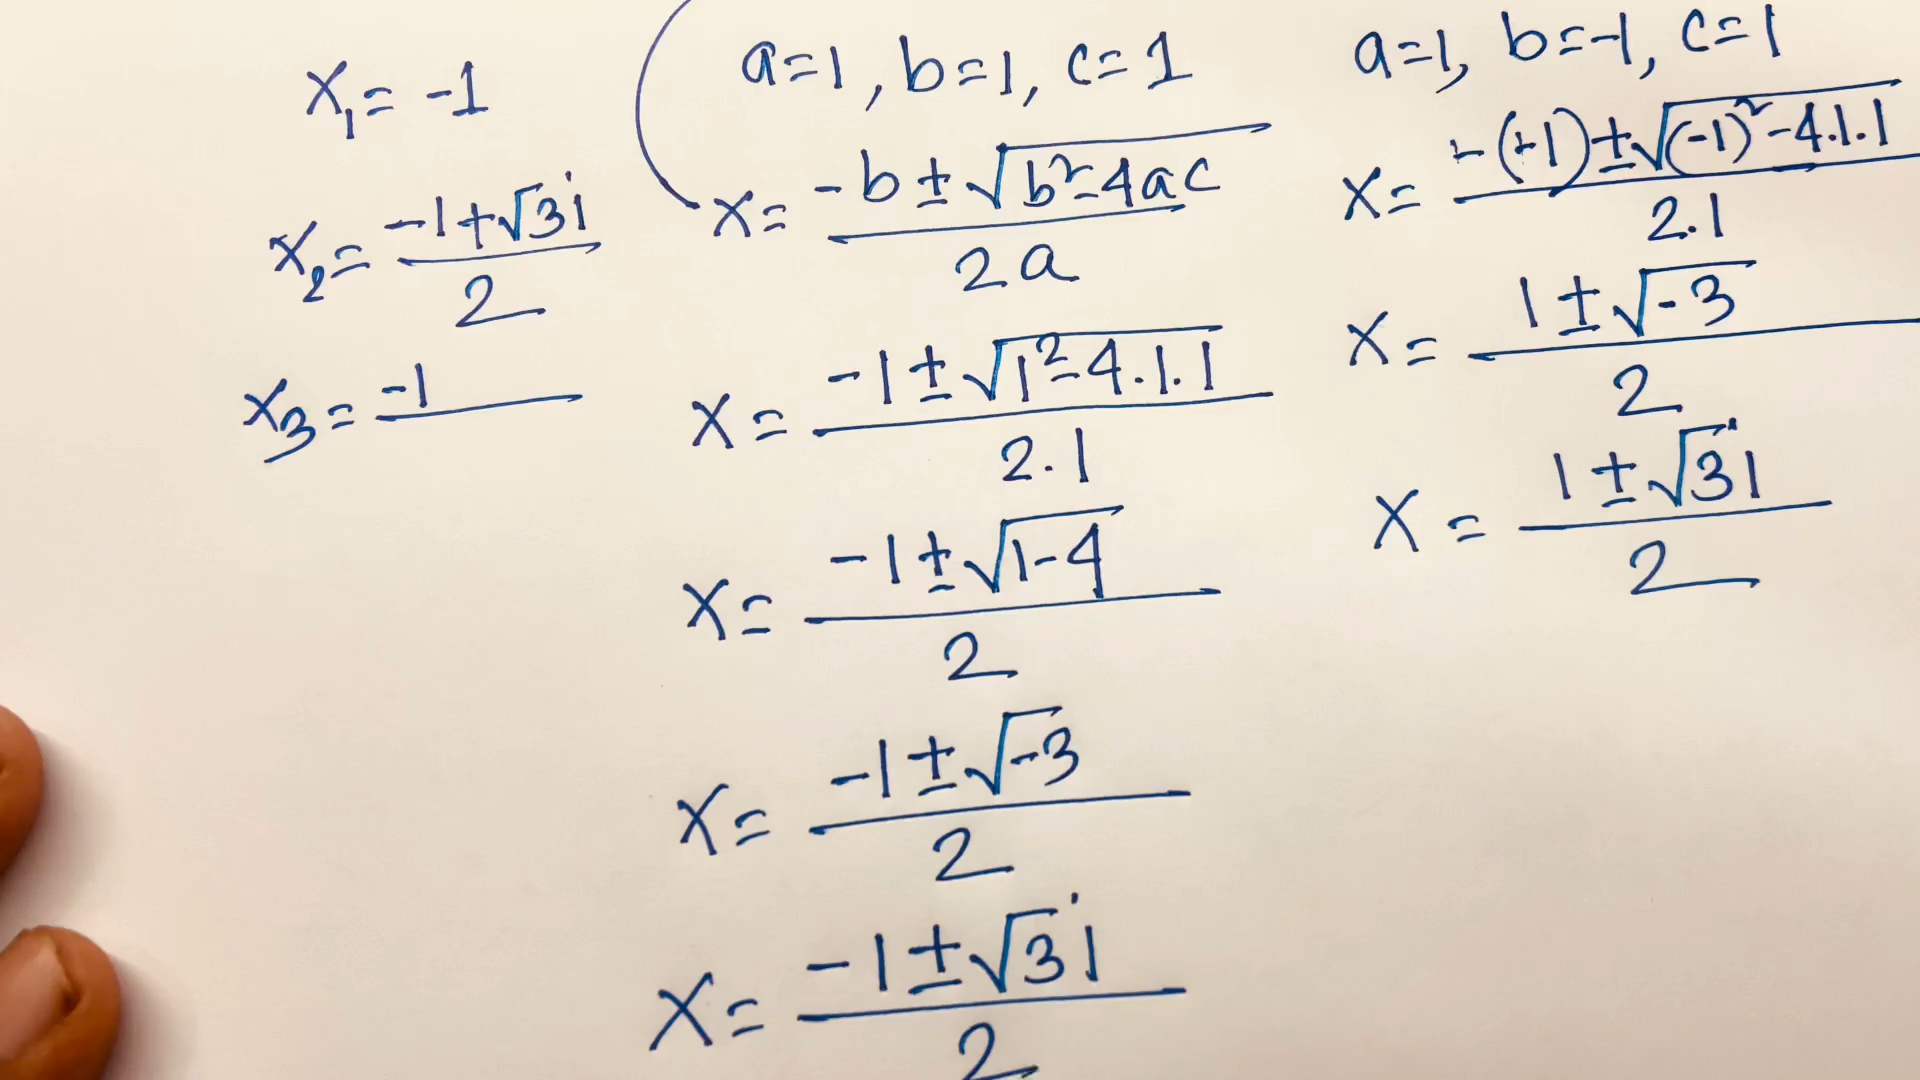 x₁ = -1
x₂ = (-1+√3i)/2
x₃ = -1
a=1, b=1, c=1
x = (-b±√(b²-4ac))/2a
x = (-1±√(1²-4.1.1))/2.1
x = (-1±√(1-4))/2
x = (-1±√-3)/2
x = (-1±√3i)/2
a=1, b=-1, c=1
x = (-(-1)±√((-1)²-4.1.1))/2.1
x = (1±√-3)/2
x = (1±√3i)/2